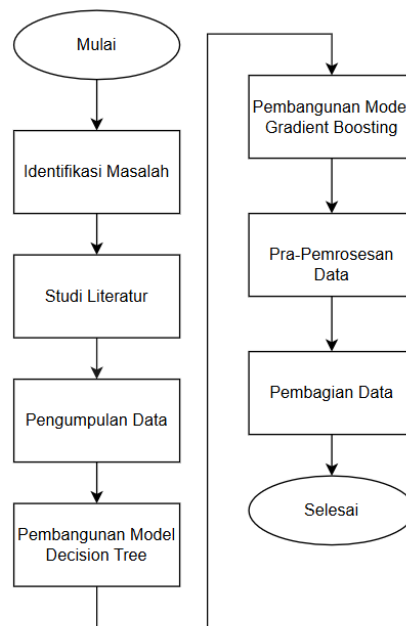 Mulai
Identifikasi Masalah
Studi Literatur
Pengumpulan Data
Pembangunan Model
Decision Tree
Pembangunan Model
Gradient Boosting
Pra-Pemrosesan
Data
Pembagian Data
Selesai